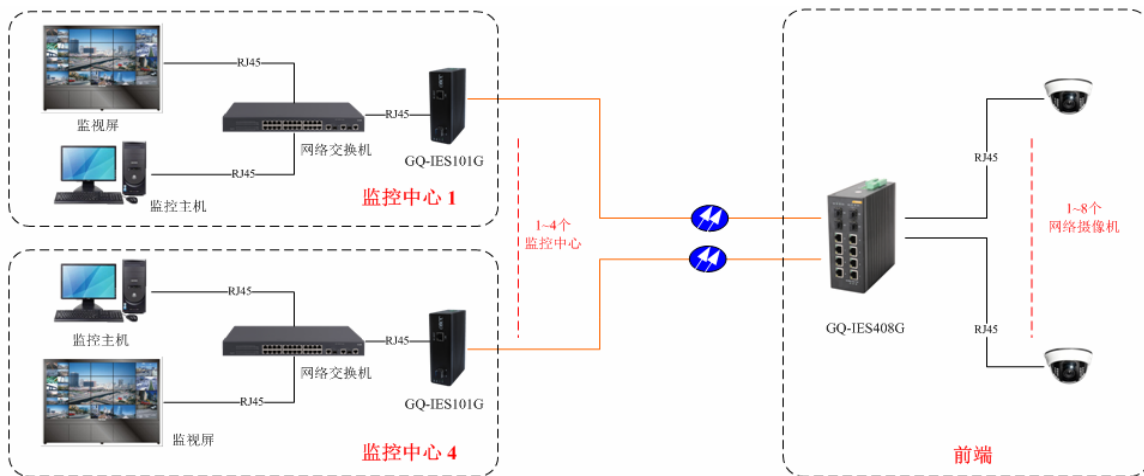 RJ45
监视屏
RJ45
网络交换机
GQ-IES101G
RJ45
监控主机
监控中心 1
1~4个
监控中心
RJ45
监控主机
RJ45
网络交换机
GQ-IES101G
RJ45
监视屏
监控中心 4
RJ45
1~8个
网络摄像机
GQ-IES408G
RJ45
前端